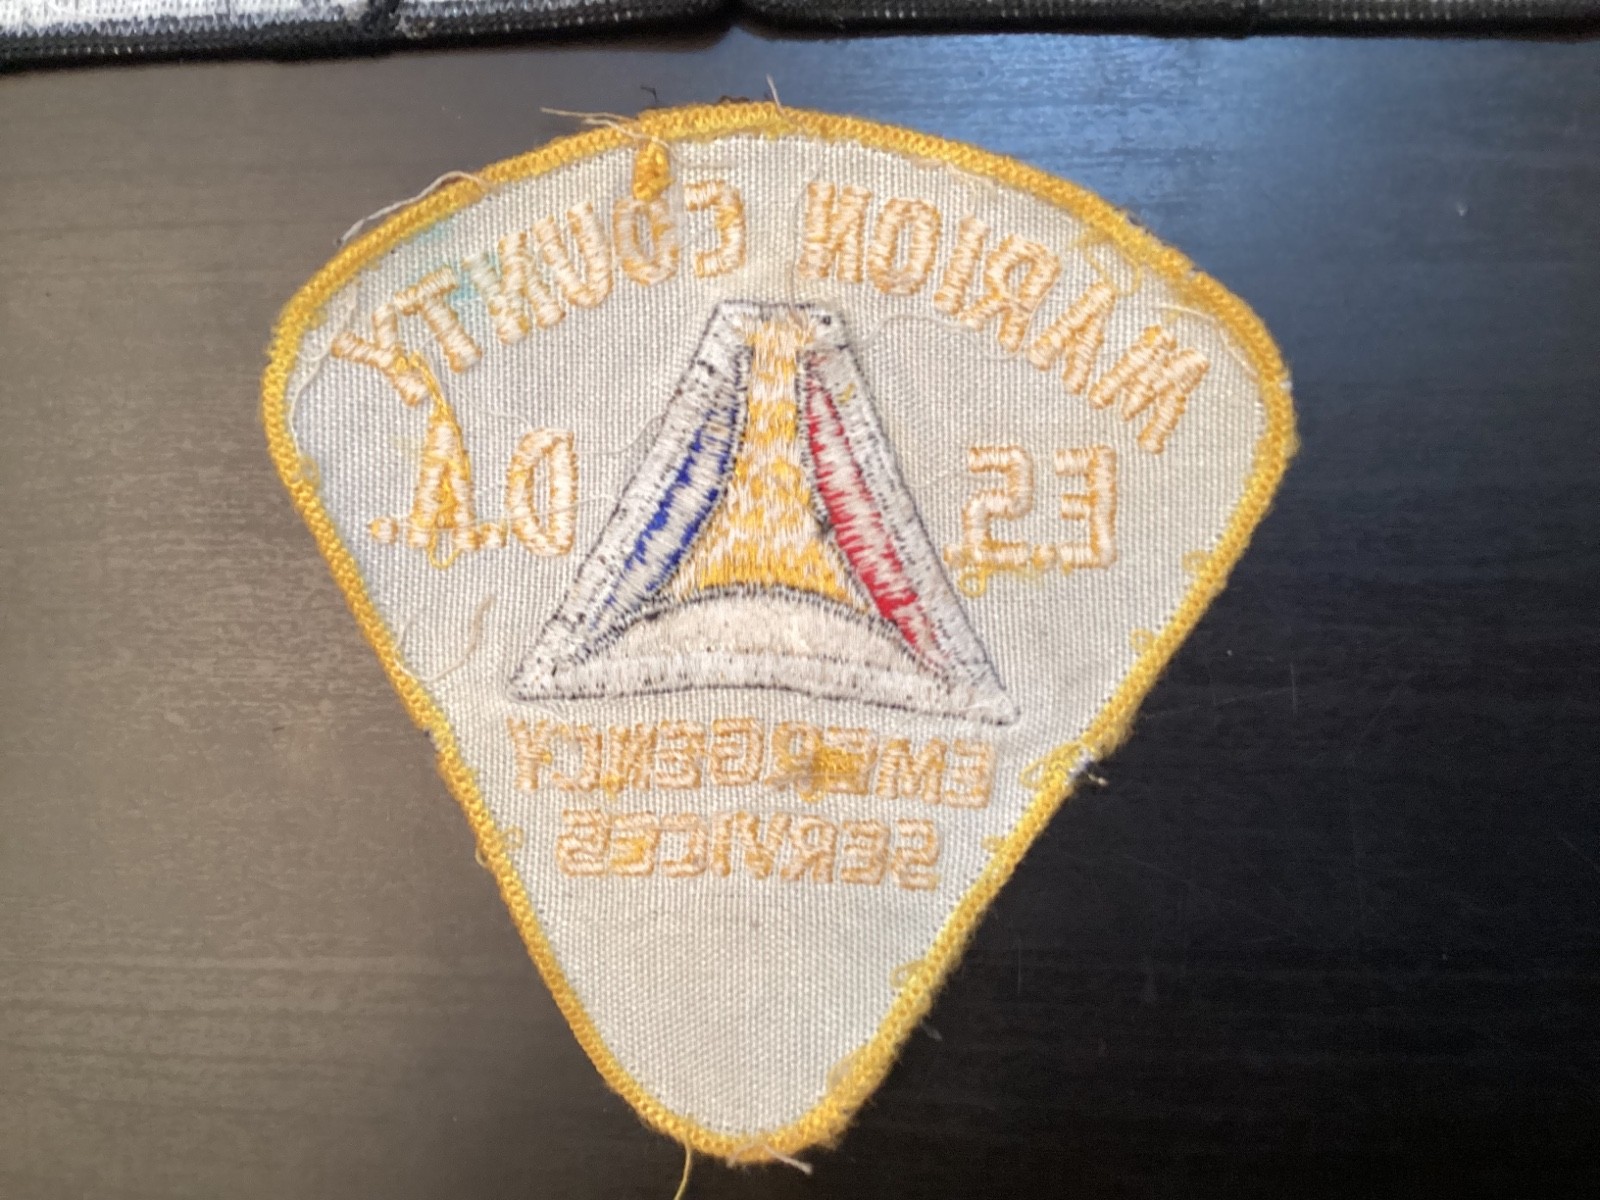 MARION COUNTY
E.S. D.A.
EMERGENCY
SERVICES